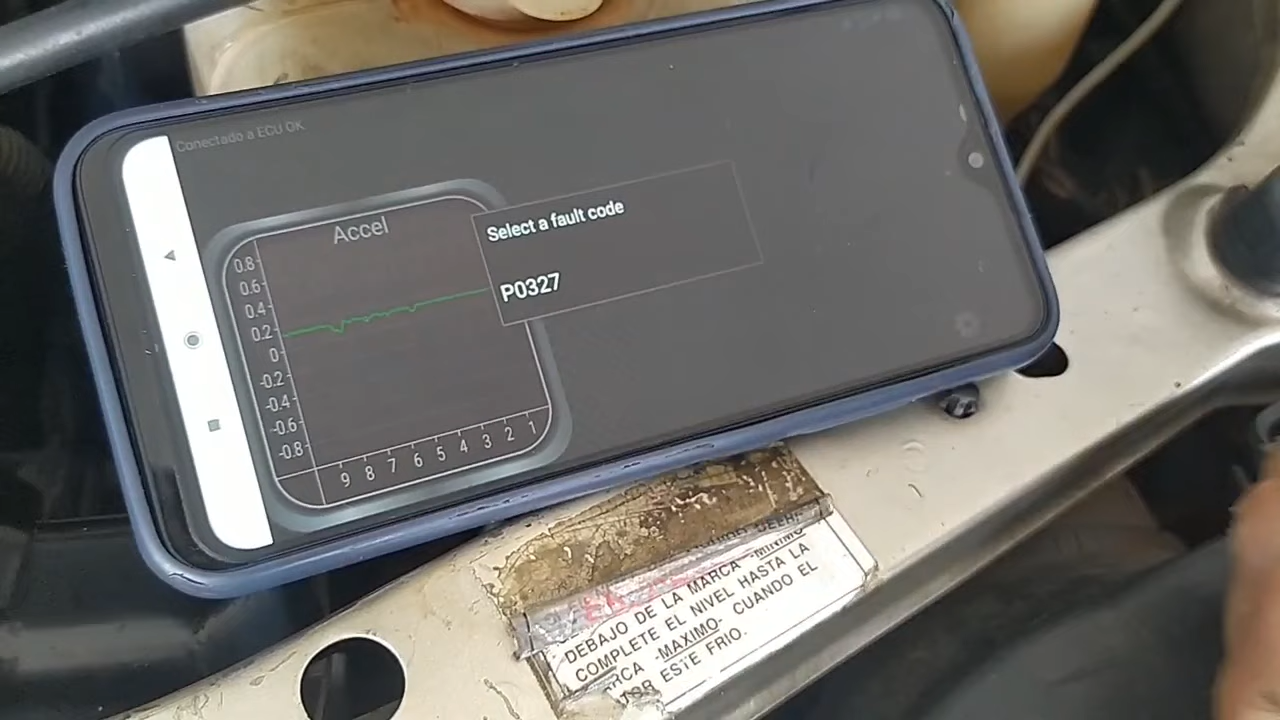 Conectado a ECU OK
Accel
0.8
0.6
0.4
0.2
0
-0.2
-0.4
-0.6
-0.8
9 8 7 6 5 4 3 2 1
Select a fault code
P0327
DEBAJO DE LA MARCA -MINIMO
COMPLETE EL NIVEL HASTA LA
MAXIMO- CUANDO EL
ESTE FRIO.